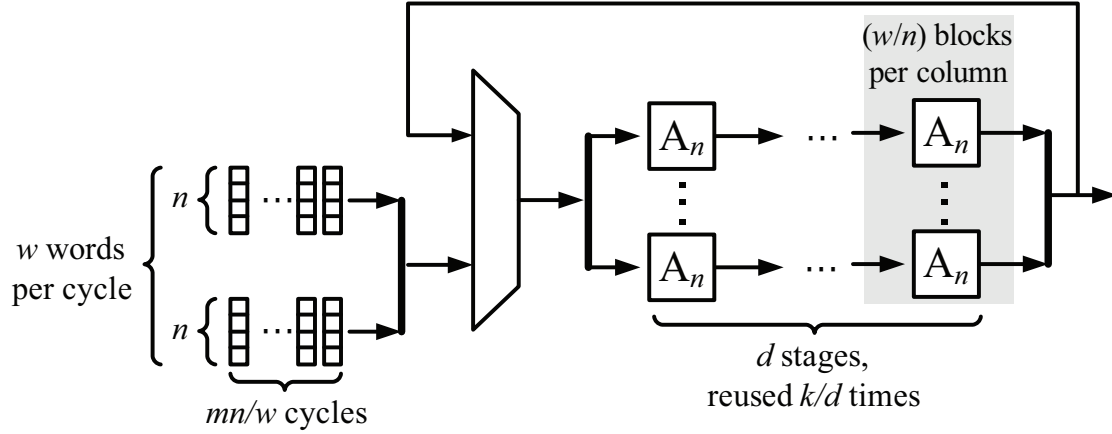 (w/n) blocks
per column
A_n
...
A_n
A_n
...
A_n
n
...
w words
per cycle
n
...
mn/w cycles
d stages,
reused k/d times